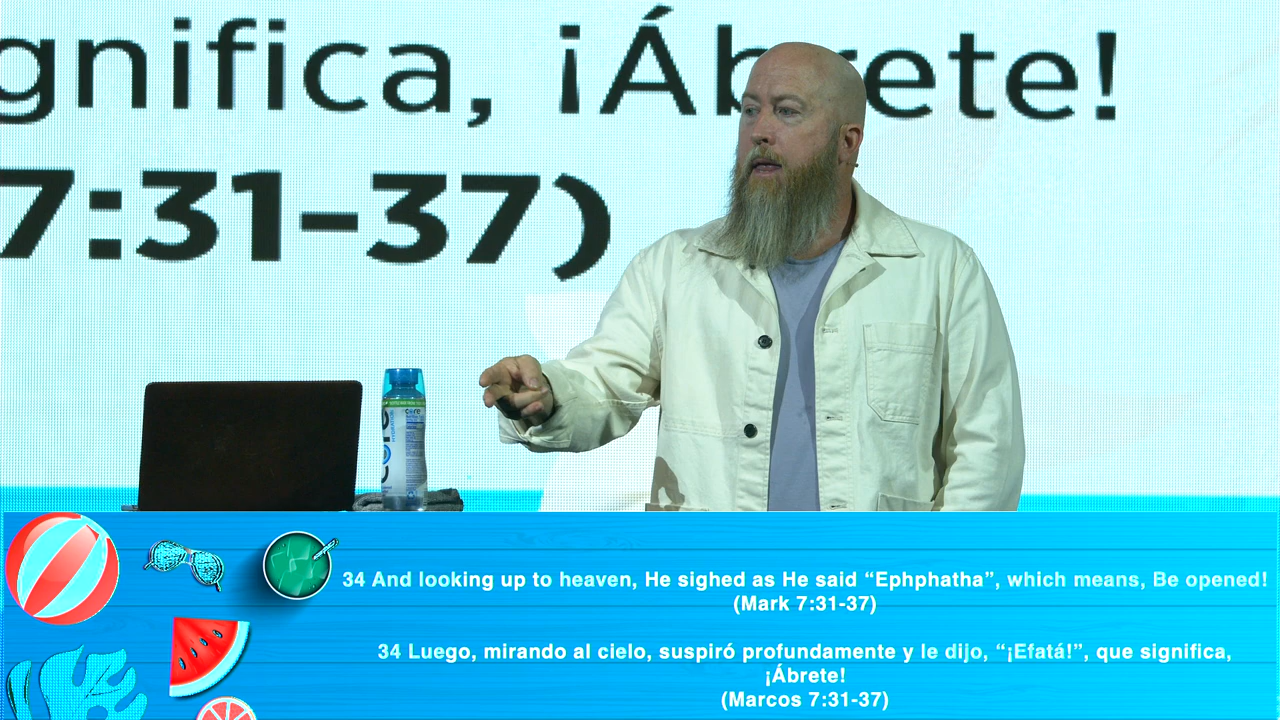 gnifica, ¡Ábrete!
7:31-37)
core
34 And looking up to heaven, He sighed as He said “Ephphatha”, which means, Be opened!
(Mark 7:31-37)
34 Luego, mirando al cielo, suspiró profundamente y le dijo, “¡Efatá!”, que significa,
¡Ábrete!
(Marcos 7:31-37)